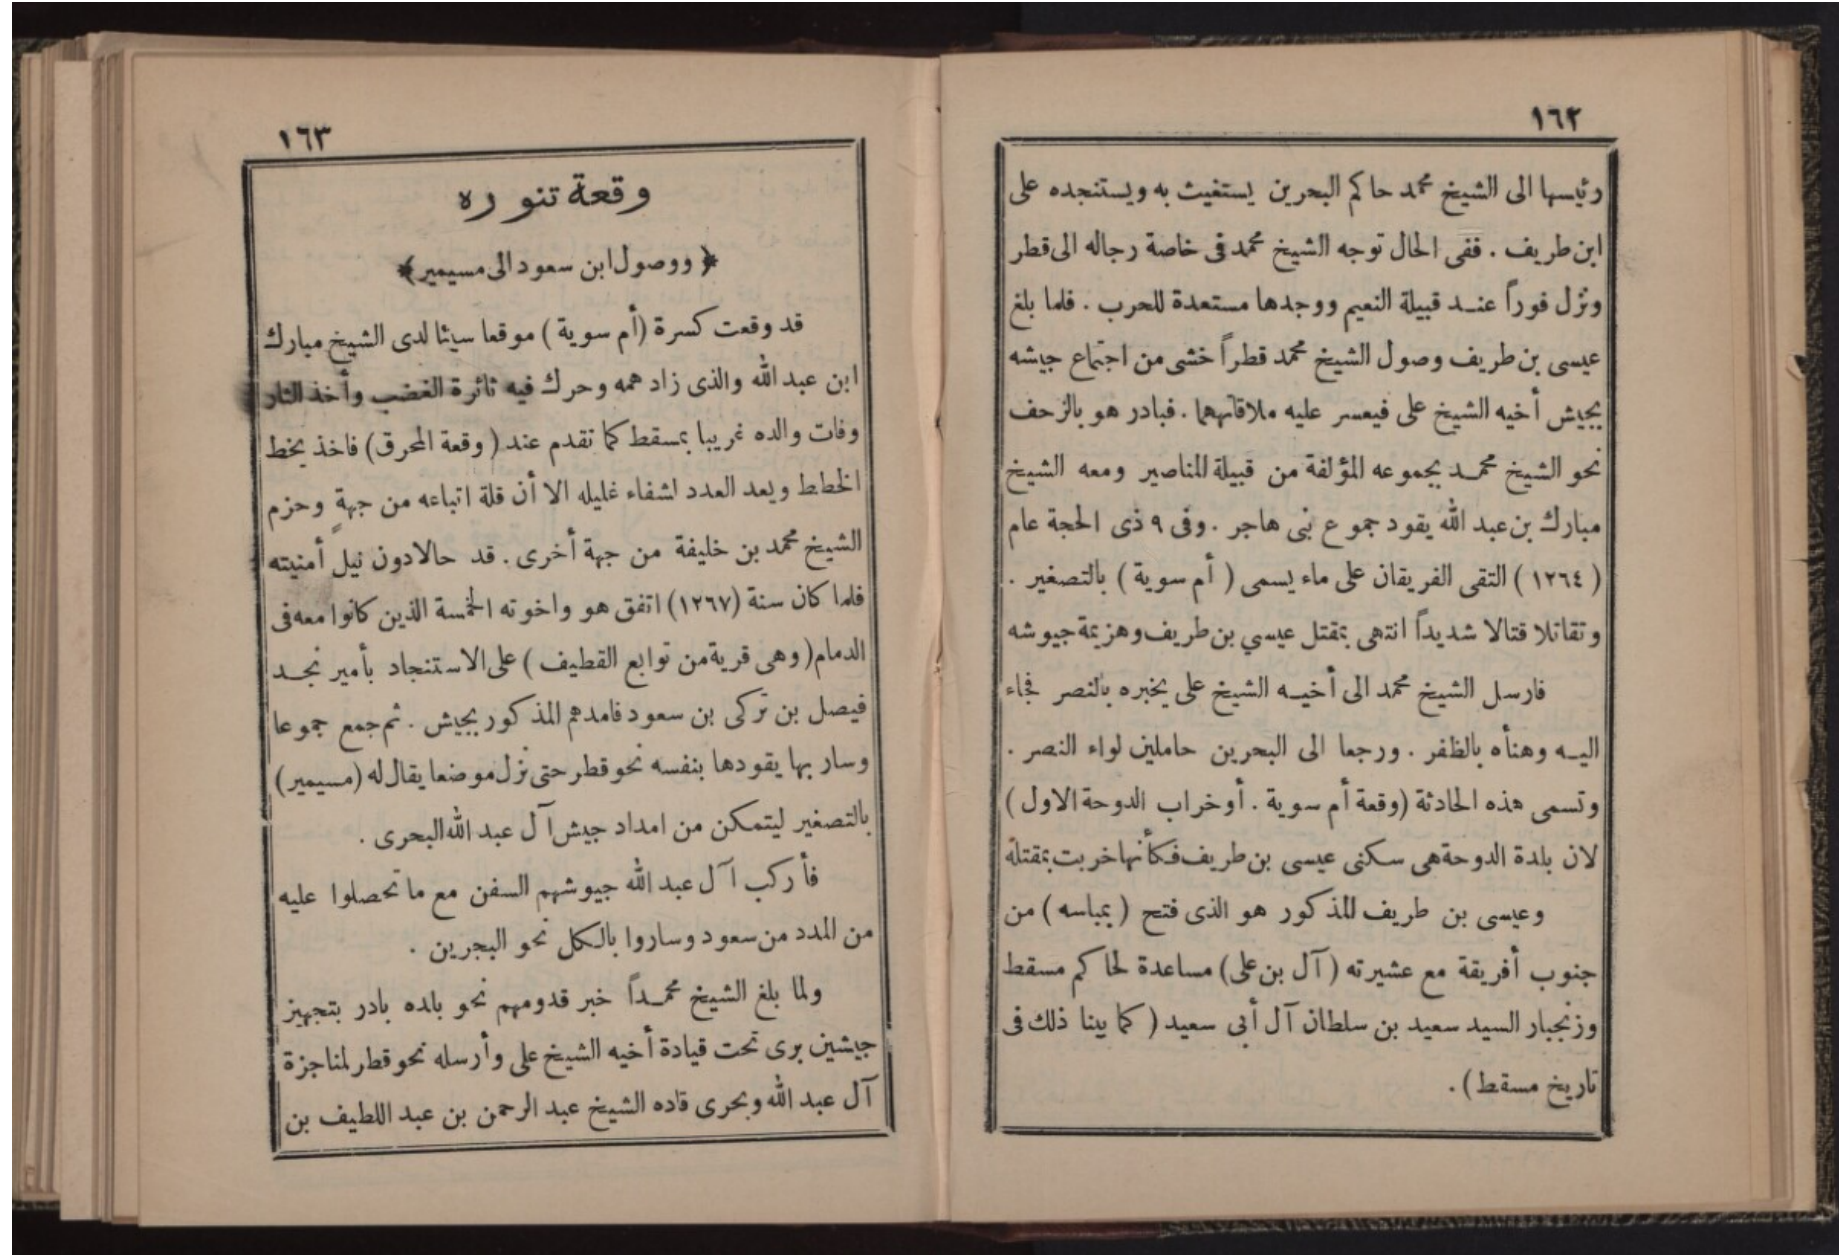 ١٦٢
رئيسها الى الشيخ محمد حاكم البحرين يستغيث به ويستنجده على
ابن طريف . ففى الحال توجه الشيخ محمد فى خاصة رجاله الى قطر
ونزل فوراً عنـد قبيلة النعيم ووجدها مستعدة للحرب . فلما بلغ
عيسى بن طريف وصول الشيخ محمد قطراً خشى من اجتماع جيشه
بجيش أخيه الشيخ على فيعسر عليه ملاقاتهما . فبادر هو بالزحف
نحو الشيخ محمـد بجموعه المؤلفة من قبيلة المناصير ومعه الشيخ
مبارك بن عبد الله يقود جموع بنى هاجر . وفى ٩ ذى الحجة عام
( ١٢٦٤ ) التقى الفريقان على ماء يسمى ( أم سوية ) بالتصغير .
وتقاتلا قتالا شديداً انتهى بمقتل عيسي بن طريف وهزيمة جيوشه
فارسل الشيخ محمد الى أخيـه الشيخ على يخبره بالنصر فجاء
اليـه وهنأه بالظفر . ورجعا الى البحرين حاملين لواء النصر .
وتسمى هذه الحادثة (وقعة أم سوية . أو خراب الدوحة الاول )
لان بلدة الدوحة هى سكنى عيسى بن طريف فكأنها خربت بمقتلة
وعيسى بن طريف المذكور هو الذى فتح ( بمباسه ) من
جنوب أفريقة مع عشيرته ( آل بن على) مساعدة لحاكم مسقط
وزنجبار السيد سعيد بن سلطان آل أبى سعيد ( كما بينا ذلك فى
تاريخ مسقط) .
١٦٣
وقعة تنوره
﴿ ووصول ابن سعود الى مسيمير﴾
قد وقعت كسرة (أم سوية ) موقعا سيئا لدى الشيخ مبارك
ابن عبد الله والذى زاد همه وحرك فيه ثائرة الغضب وأخذ الثار
وفات والده غريبا بمسقط كما تقدم عند ( وقعة المحرق) فاخذ يخط
الخطط ويعد العدد لشفاء غليله الا أن قلة اتباعه من جهةٍ وحزم
الشيخ محمد بن خليفة من جهة أخرى . قد حالا دون نيل أمنيته
فلما كان سنة (١٢٦٧) اتفق هو واخوته الخمسة الذين كانوا معه فى
الدمام( وهى قرية من توابع القطيف ) على الاستنجاد بأمير نجـد
فيصل بن تركى بن سعود فامدهم المذكور بجيش . ثم جمع جموعا
وسار بها يقودها بنفسه نحو قطر حتى نزل موضعا يقال له (مسيمير)
بالتصغير ليتمكن من امداد جيش آل عبد الله البحرى .
فأركب آل عبد الله جيوشهم السفن مع ما تحصلوا عليه
من المدد من سعود وساروا بالكل نحو البحرين .
ولما بلغ الشيخ محمـداً خبر قدومهم نحو بلده بادر بتجهيز
جيشين برى تحت قيادة أخيه الشيخ على وأرسله نحو قطر لمناجزة
آل عبد الله وبحرى قاده الشيخ عبد الرحمن بن عبد اللطيف بن